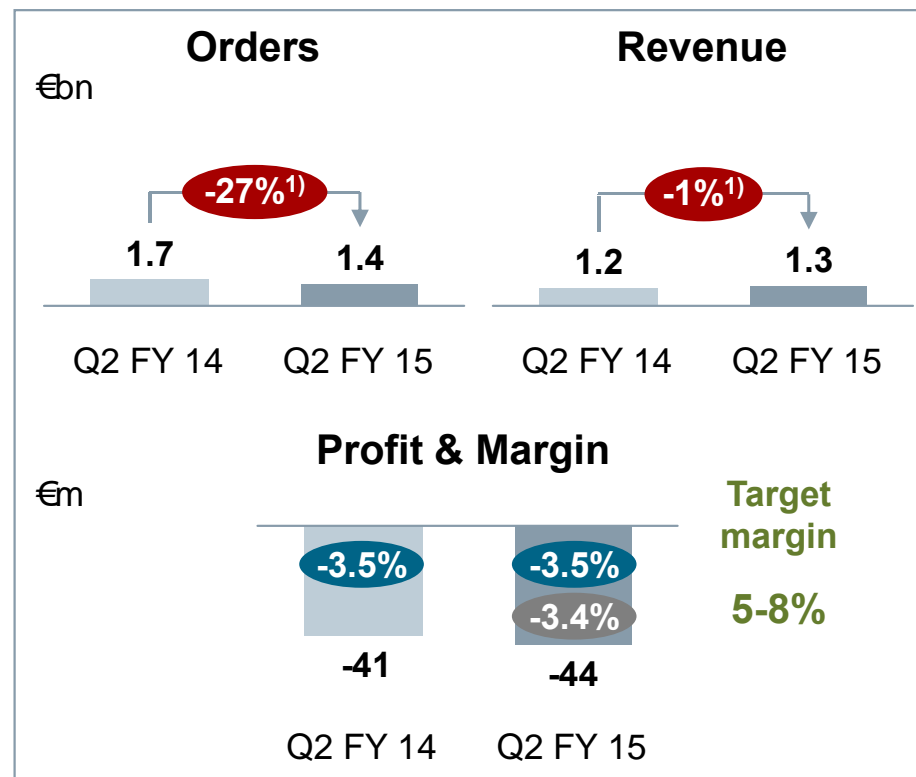 Orders
Revenue
€bn
-27%1)
-1%1)
1.7
1.4
1.2
1.3
Q2 FY 14
Q2 FY 15
Q2 FY 14
Q2 FY 15
Profit & Margin
€m
Target
margin
-3.5%
-3.5%
-3.4%
5-8%
-41
-44
Q2 FY 14
Q2 FY 15